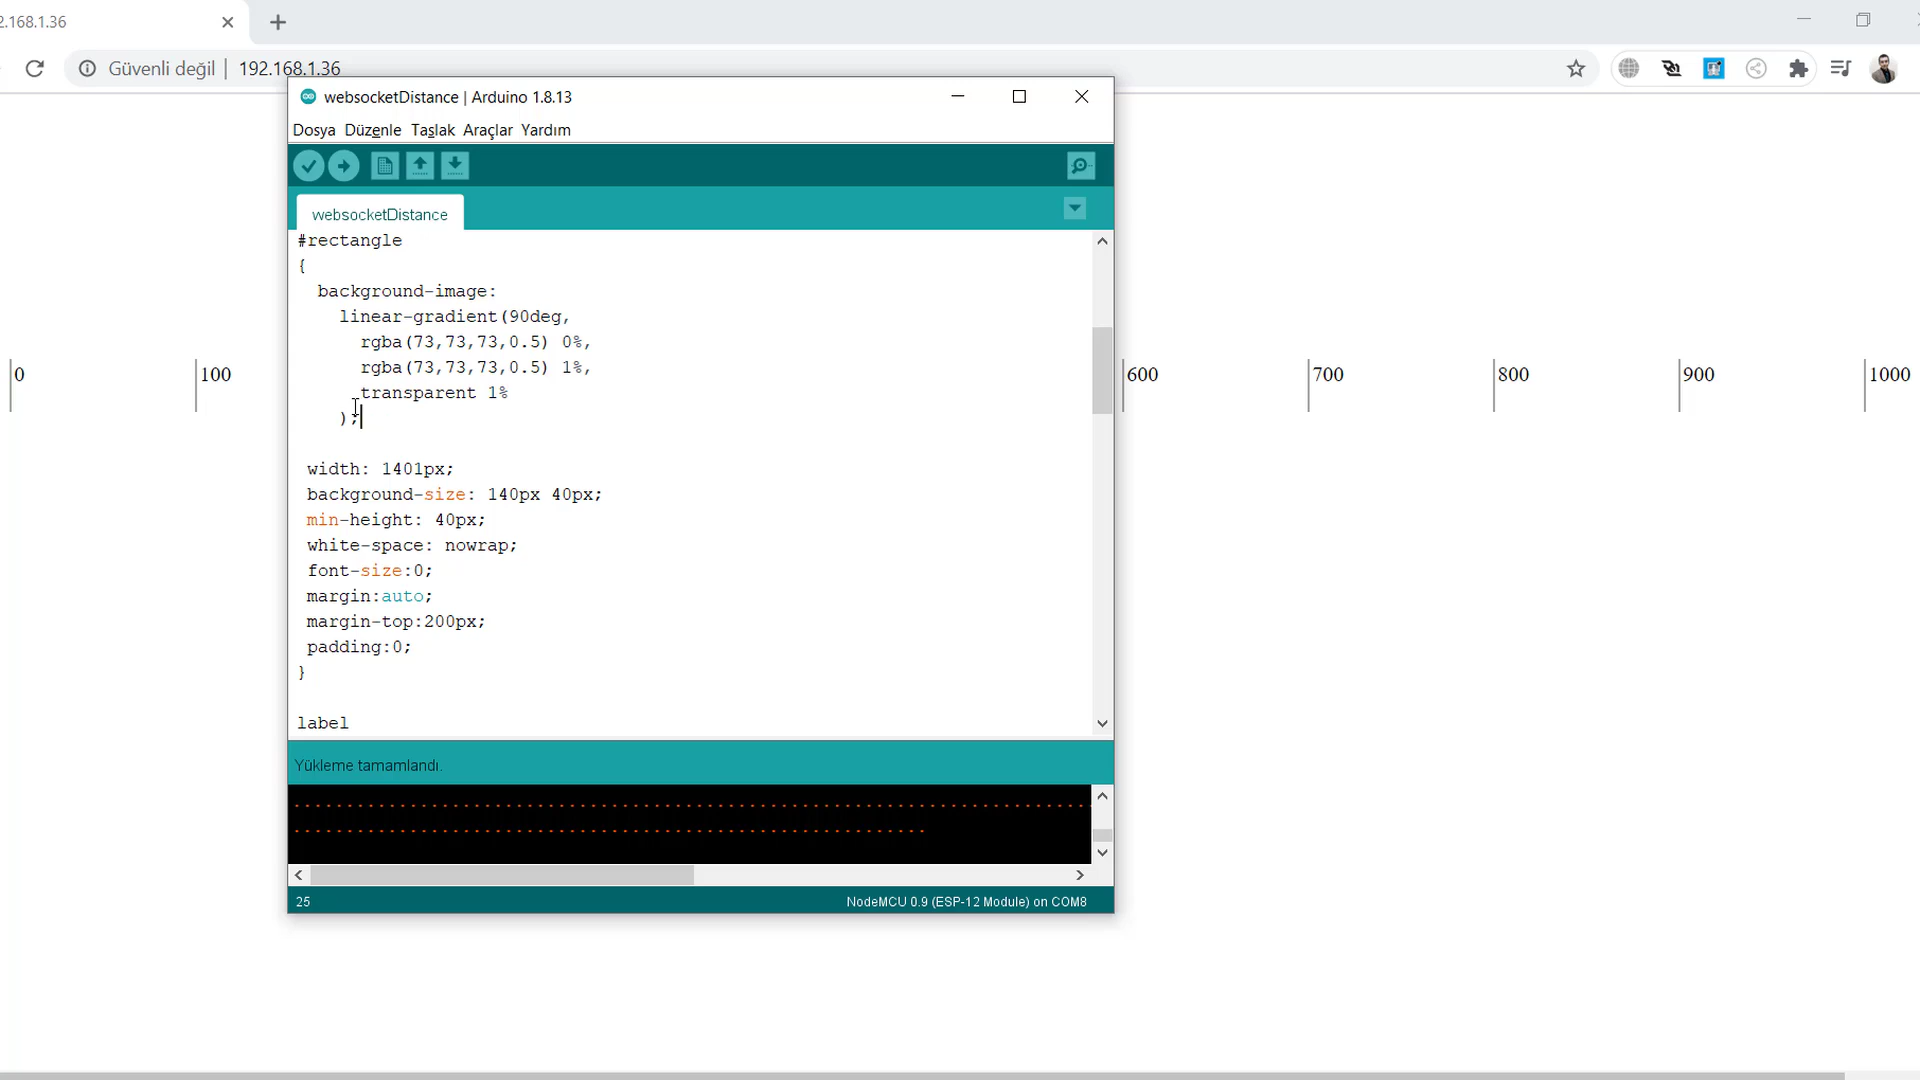 2.168.1.36
Güvenli değil
192.168.1.36
websocketDistance | Arduino 1.8.13
Dosya Düzenle Taslak Araçlar Yardım
websocketDistance
#rectangle
{
background-image:
linear-gradient(90deg,
rgba(73,73,73,0.5) 0%,
rgba(73,73,73,0.5) 1%,
transparent 1%
);
width: 1401px;
background-size: 140px 40px;
min-height: 40px;
white-space: nowrap;
font-size:0;
margin:auto;
margin-top:200px;
padding:0;
}
label
0 100 600 700 800 900 1000
Yükleme tamamlandı.
25
NodeMCU 0.9 (ESP-12 Module) on COM8